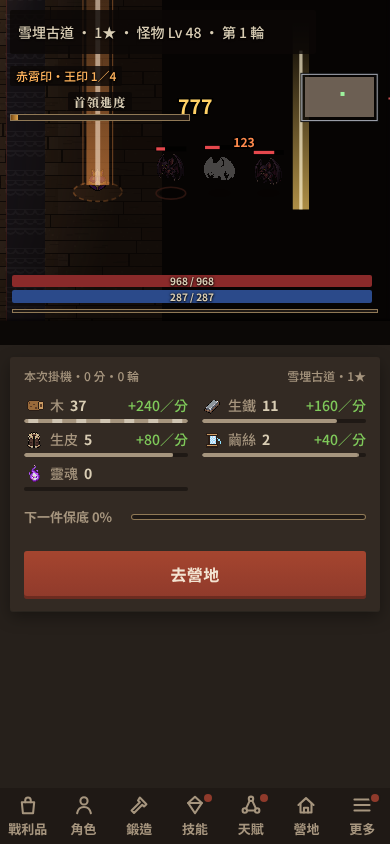 雪埋古道 · 1★ · 怪物 Lv 48 · 第 1 輪
赤霄印·王印 1／4
首領進度
777
123
968 / 968
287 / 287
本次掛機·0 分·0 輪
雪埋古道·1★
木 37 +240／分
生鐵 11 +160／分
生皮 5 +80／分
繭絲 2 +40／分
靈魂 0
下一件保底 0%
去營地
戰利品 角色 鍛造 技能 天賦 營地 更多